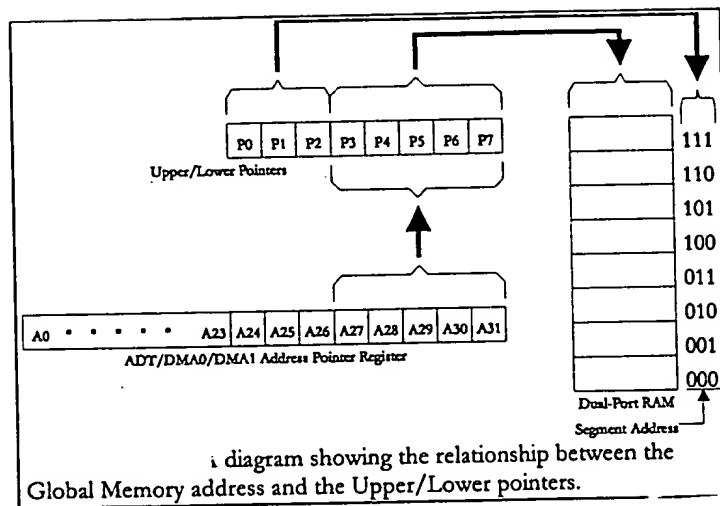 P0 P1 P2 P3 P4 P5 P6 P7
Upper/Lower Pointers
111
110
101
100
011
010
001
000
A0 . . . . . A23 A24 A25 A26 A27 A28 A29 A30 A31
ADT/DMA0/DMA1 Address Pointer Register
Dual-Port RAM
Segment Address
diagram showing the relationship between the
Global Memory address and the Upper/Lower pointers.